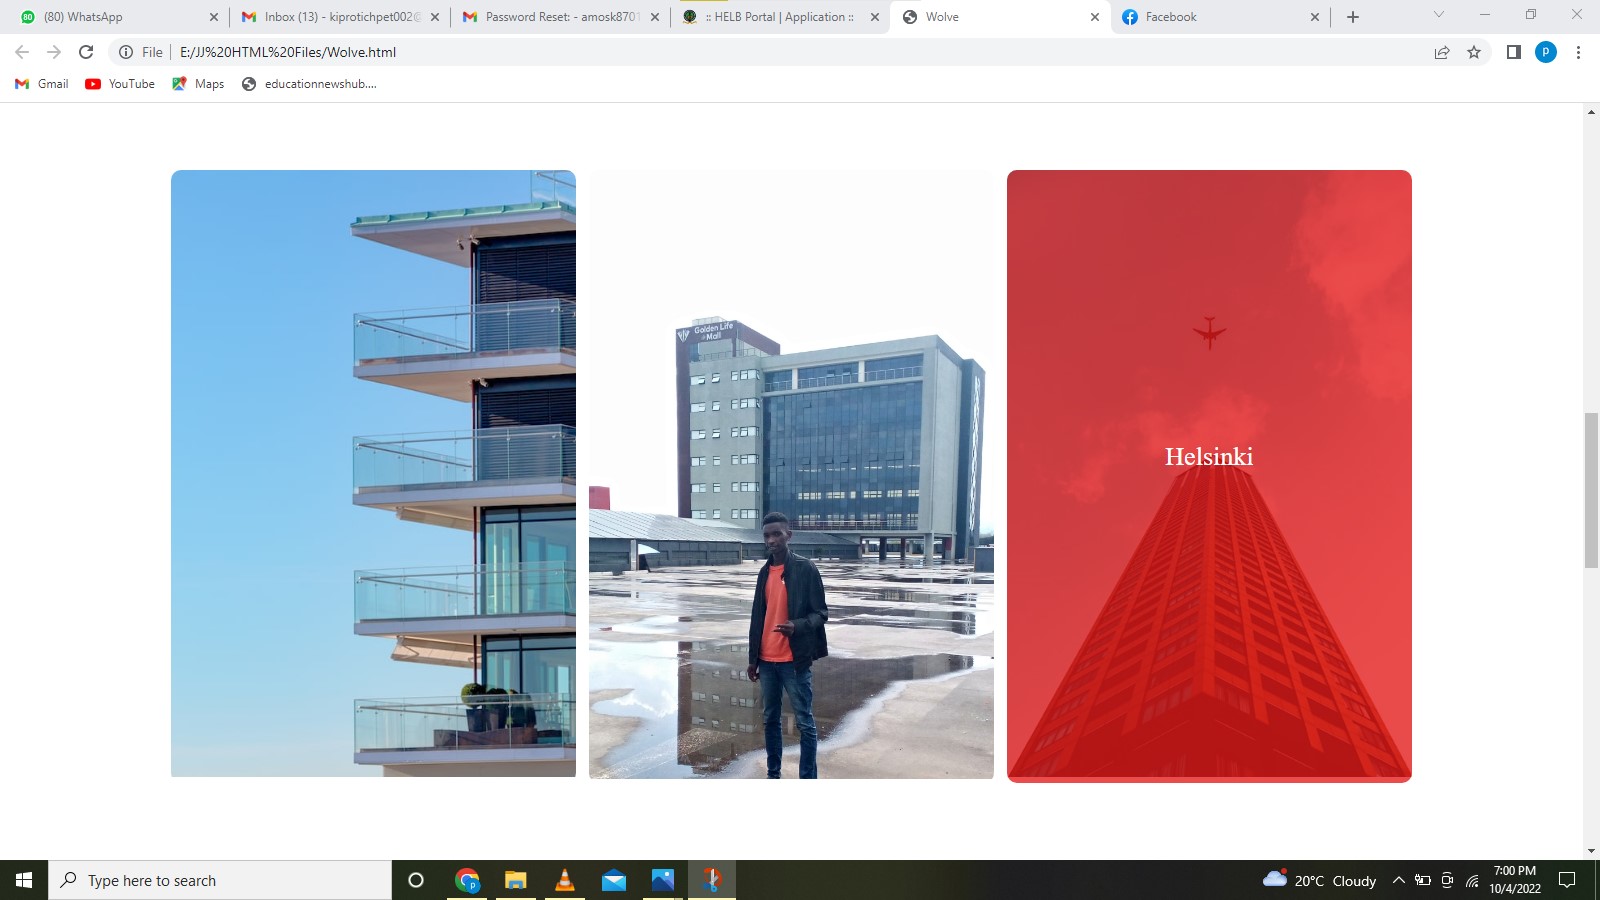 (80) WhatsApp
Inbox (13) - kiprotichpet002@
Password Reset: - amosk8701
:: HELB Portal | Application ::
Wolve
Facebook
File
E:/JJ%20HTML%20Files/Wolve.html
P
Gmail
YouTube
Maps
educationnewshub....
Golden Life
Mall
Helsinki
Type here to search
20°C Cloudy
7:00 PM
10/4/2022